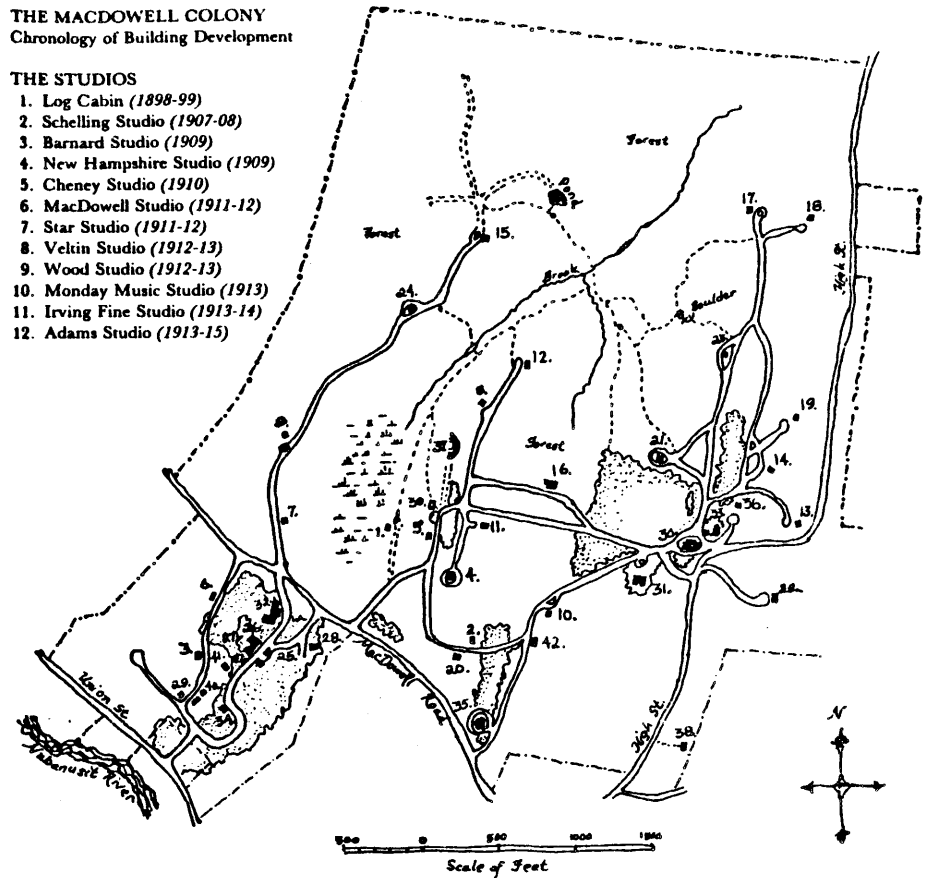 THE MACDOWELL COLONY
Chronology of Building Development
THE STUDIOS
1. Log Cabin (1898-99)
2. Schelling Studio (1907-08)
3. Barnard Studio (1909)
4. New Hampshire Studio (1909)
5. Cheney Studio (1910)
6. MacDowell Studio (1911-12)
7. Star Studio (1911-12)
8. Veltin Studio (1912-13)
9. Wood Studio (1912-13)
10. Monday Music Studio (1913)
11. Irving Fine Studio (1913-14)
12. Adams Studio (1913-15)
Forest
Pond
17.
18.
Forest
15.
High St.
Brook
24.
Boulder
12.
19.
Forest
21.
14.
16.
36.
7.
1.
11.
13.
4.
31.
10.
2.
42.
28.
20.
29.
MacDowell Road
35.
Union St.
Nabanusit River
High St.
38.
N
500 0 500 1000 1500
Scale of Feet